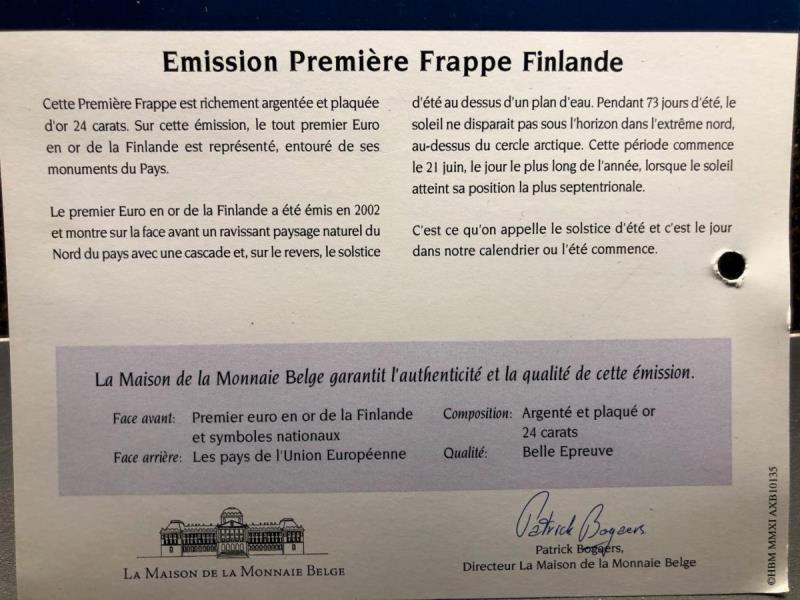 Emission Première Frappe Finlande
Cette Première Frappe est richement argentée et plaquée
d'or 24 carats. Sur cette émission, le tout premier Euro
en or de la Finlande est représenté, entouré de ses
monuments du Pays.
Le premier Euro en or de la Finlande a été émis en 2002
et montre sur la face avant un ravissant paysage naturel du
Nord du pays avec une cascade et, sur le revers, le solstice
d'été au dessus d'un plan d'eau. Pendant 73 jours d'été, le
soleil ne disparait pas sous l'horizon dans l'extrême nord,
au-dessus du cercle arctique. Cette période commence
le 21 juin, le jour le plus long de l'année, lorsque le soleil
atteint sa position la plus septentrionale.
C'est ce qu'on appelle le solstice d'été et c'est le jour
dans notre calendrier ou l'été commence.
La Maison de la Monnaie Belge garantit l'authenticité et la qualité de cette émission.
Face avant: Premier euro en or de la Finlande
et symboles nationaux
Face arrière: Les pays de l'Union Européenne
Composition: Argenté et plaqué or
24 carats
Qualité: Belle Epreuve
LA MAISON DE LA MONNAIE BELGE
Patrick Bogaers
Patrick Bogaers,
Directeur La Maison de la Monnaie Belge
©HBM MMXI AXB10135